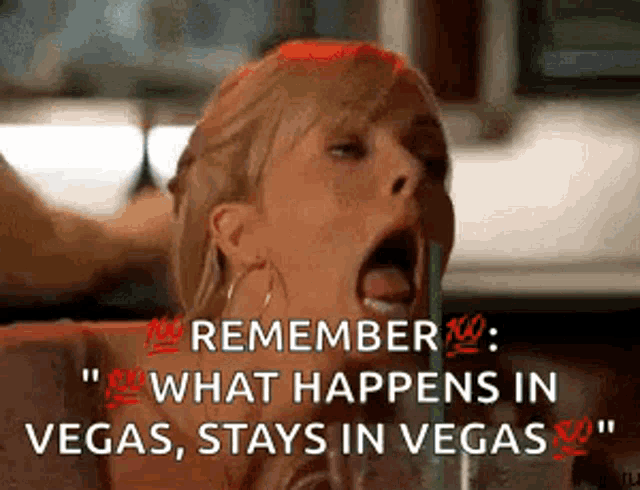 💯REMEMBER💯:
"💯WHAT HAPPENS IN
VEGAS, STAYS IN VEGAS💯"